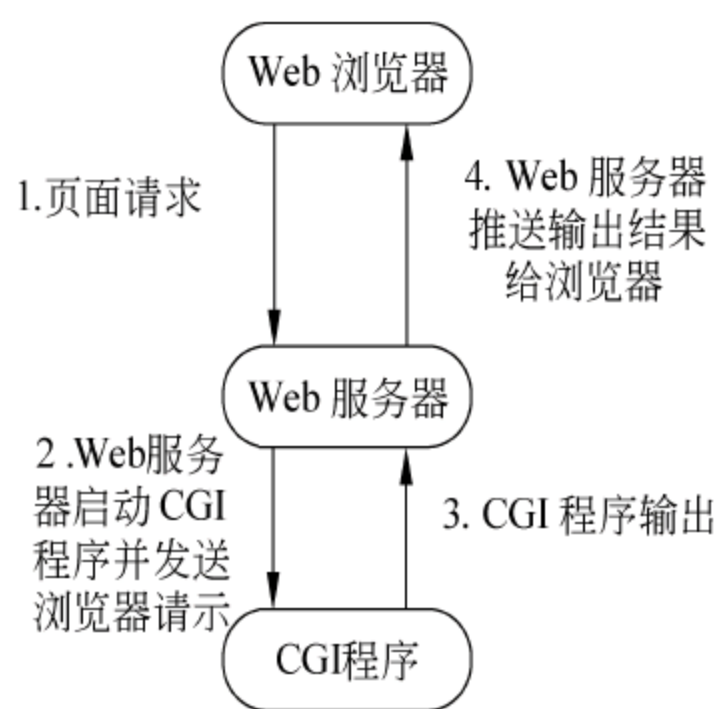 Web 浏览器
1.页面请求
4. Web 服务器
推送输出结果
给浏览器
Web 服务器
2 .Web服务
器启动 CGI
程序并发送
浏览器请示
3. CGI 程序输出
CGI程序